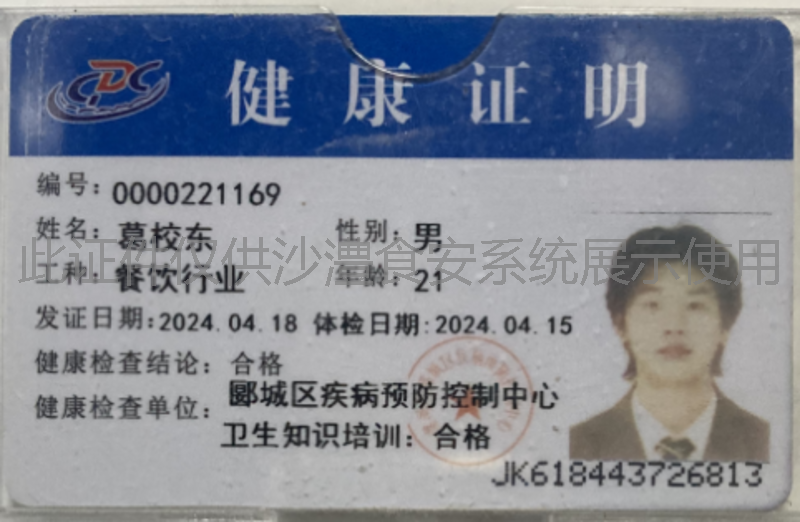 CDC
健康证明
编号：0000221169
姓名：葛校东 性别：男
此证件仅供沙澧食安系统展示使用
工种：餐饮行业 年龄：21
发证日期：2024.04.18 体检日期：2024.04.15
健康检查结论：合格
健康检查单位：郾城区疾病预防控制中心
卫生知识培训：合格
JK618443726813